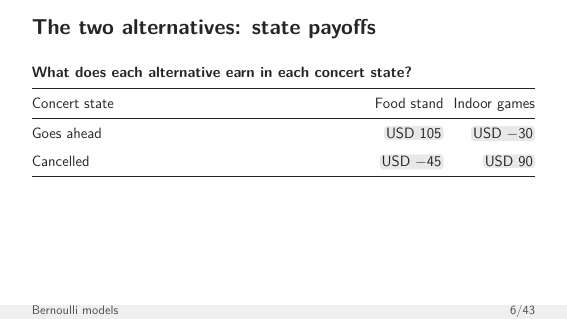 The two alternatives: state payoffs
What does each alternative earn in each concert state?
Concert state Food stand Indoor games
Goes ahead USD 105 USD −30
Cancelled USD −45 USD 90
Bernoulli models 6/43